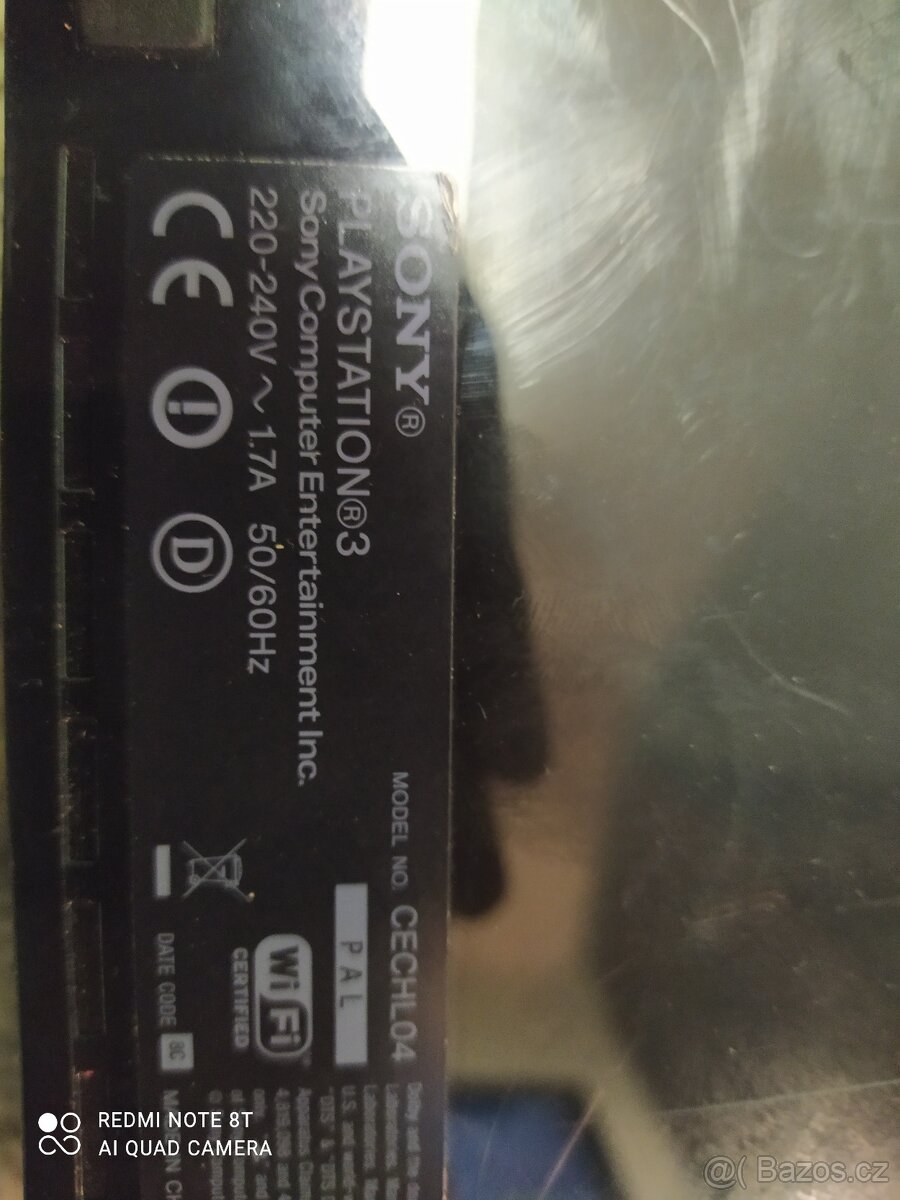 SONY®
PLAYSTATION®3
Sony Computer Entertainment Inc.
220-240V ~ 1.7A 50/60Hz
CE
D
MODEL NO. CECHL04
PAL
Wi Fi
CERTIFIED
DATE CODE 8C
REDMI NOTE 8T
AI QUAD CAMERA
@( Bazos.cz